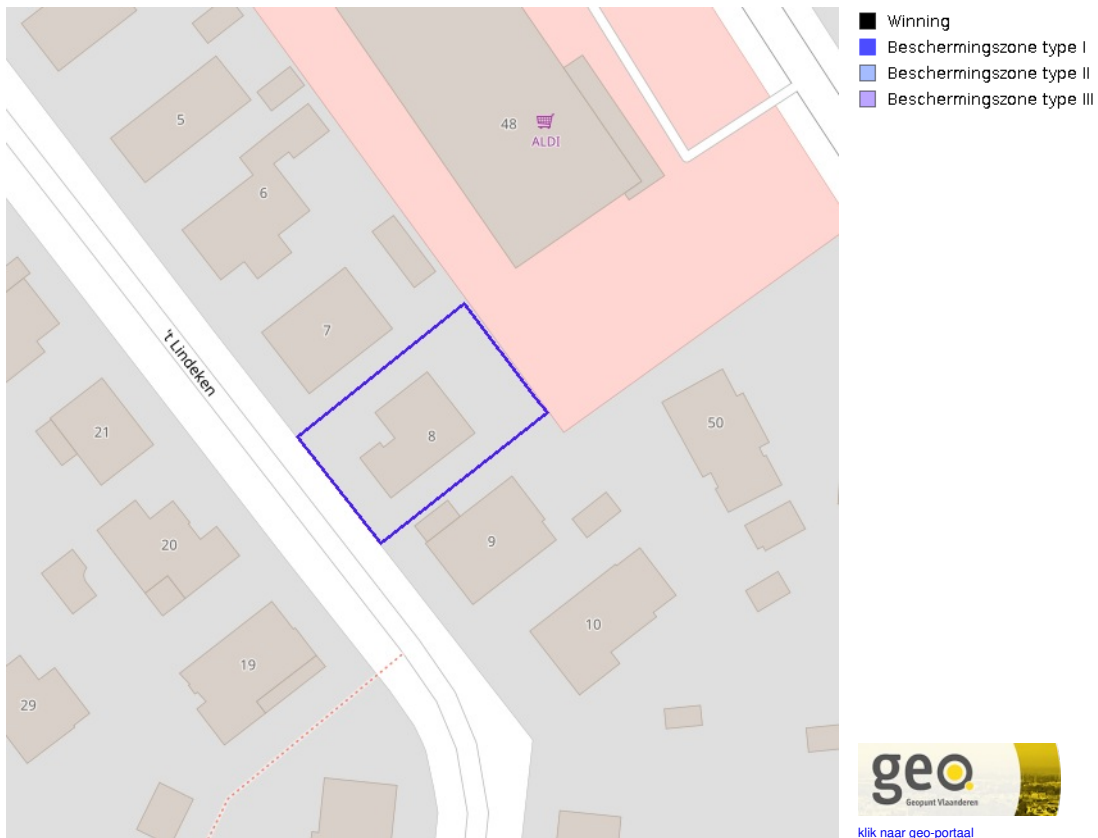 Winning
Beschermingszone type I
Beschermingszone type II
Beschermingszone type III
5
48
ALDI
6
7
't Lindeken
8
21
50
20
9
10
19
29
geo.
Geopunt Vlaanderen
klik naar geo-portaal